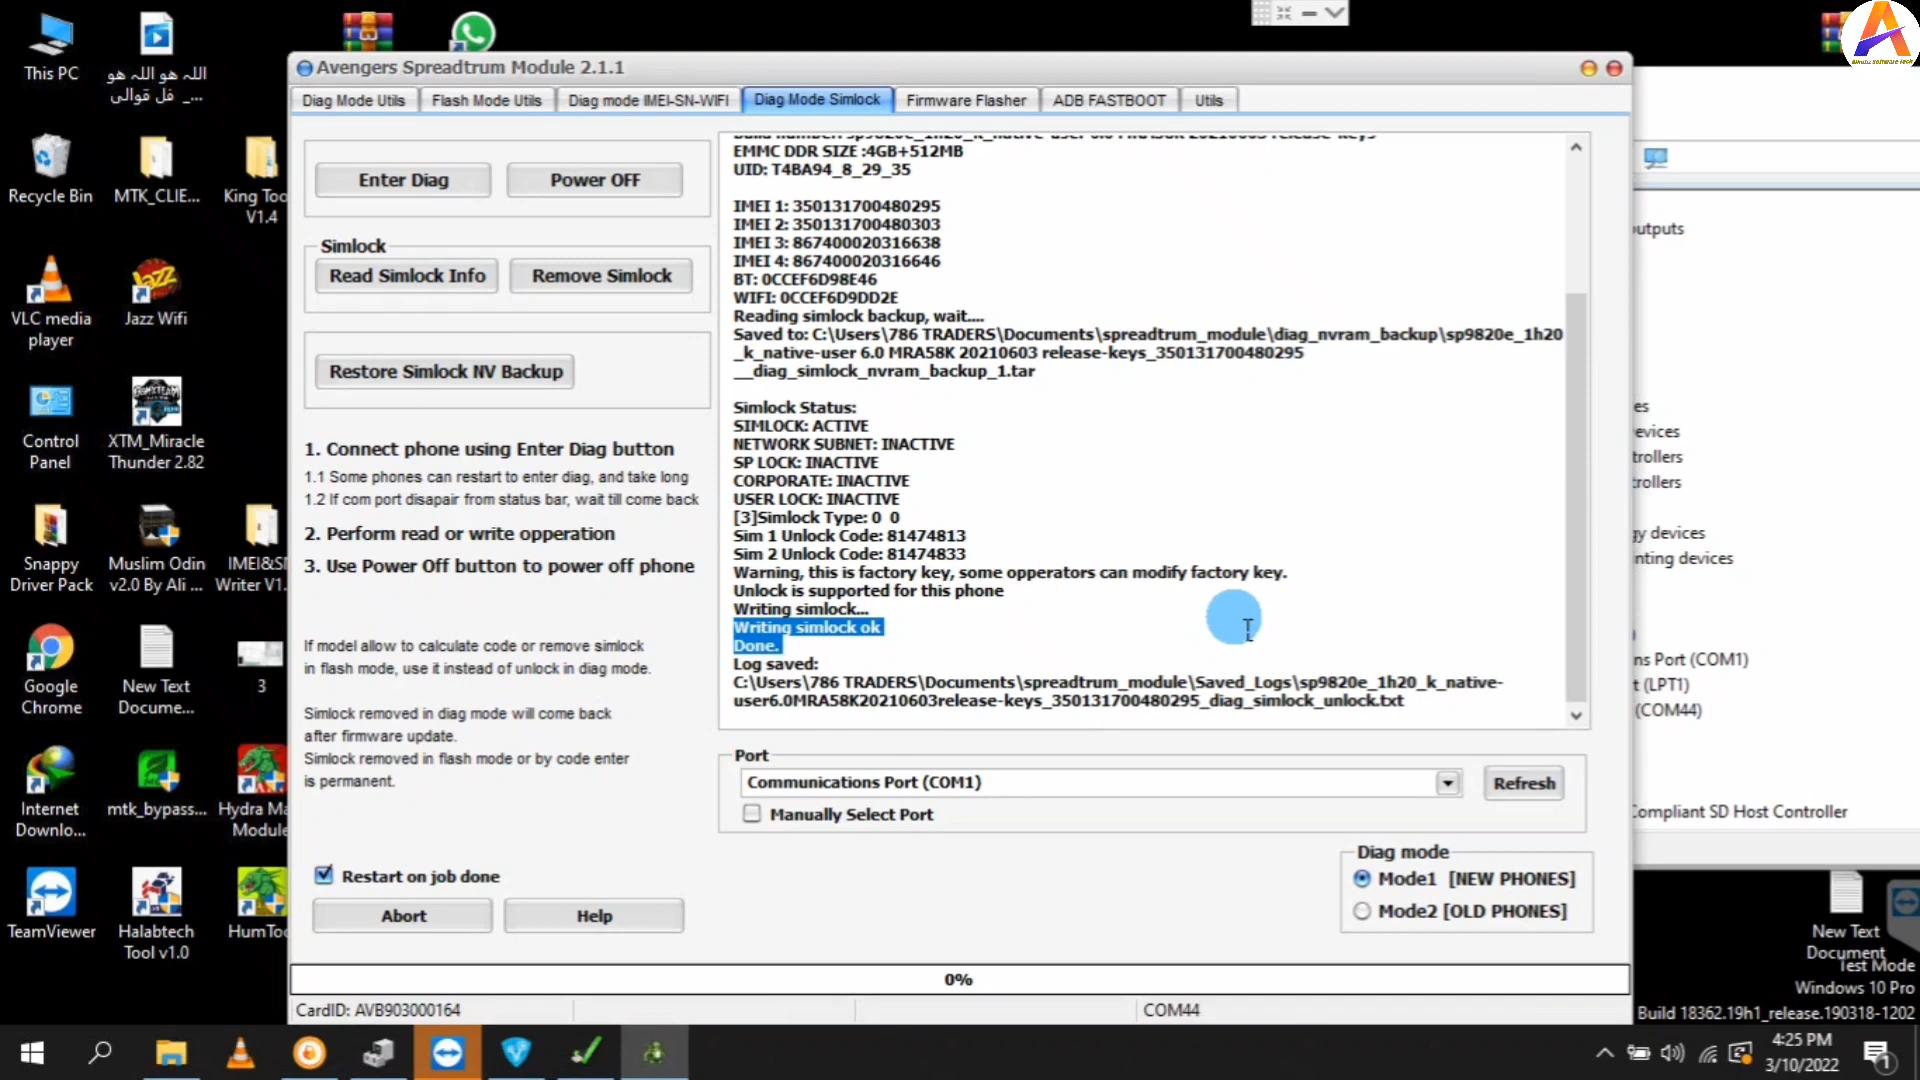 This PC
الله هو الله هو
_ فل قوالى ...
Recycle Bin
MTK_CLIE...
King Too
V1.4
VLC media
player
Jazz Wifi
Control
Panel
XTM_Miracle
Thunder 2.82
Snappy
Driver Pack
Muslim Odin
v2.0 By Ali ...
IMEI&SN
Writer V1.
Google
Chrome
New Text
Docume...
3
Internet
Downlo...
mtk_bypass...
Hydra Ma
Module
TeamViewer
Halabtech
Tool v1.0
HumToo
Avengers Spreadtrum Module 2.1.1
Diag Mode Utils
Flash Mode Utils
Diag mode IMEI-SN-WIFI
Diag Mode Simlock
Firmware Flasher
ADB FASTBOOT
Utils
Enter Diag
Power OFF
Simlock
Read Simlock Info
Remove Simlock
Restore Simlock NV Backup
1. Connect phone using Enter Diag button
1.1 Some phones can restart to enter diag, and take long
1.2 If com port disapair from status bar, wait till come back
2. Perform read or write opperation
3. Use Power Off button to power off phone
If model allow to calculate code or remove simlock
in flash mode, use it instead of unlock in diag mode.
Simlock removed in diag mode will come back
after firmware update.
Simlock removed in flash mode or by code enter
is permanent.
Restart on job done
Abort
Help
Build number: sp9820e_1h20_k_native-user 6.0 MRA58K 20210603 release-keys
EMMC DDR SIZE :4GB+512MB
UID: T4BA94_8_29_35
IMEI 1: 350131700480295
IMEI 2: 350131700480303
IMEI 3: 867400020316638
IMEI 4: 867400020316646
BT: 0CCEF6D98E46
WIFI: 0CCEF6D9DD2E
Reading simlock backup, wait....
Saved to: C:\Users\786 TRADERS\Documents\spreadtrum_module\diag_nvram_backup\sp9820e_1h20
_k_native-user 6.0 MRA58K 20210603 release-keys_350131700480295
__diag_simlock_nvram_backup_1.tar
Simlock Status:
SIMLOCK: ACTIVE
NETWORK SUBNET: INACTIVE
SP LOCK: INACTIVE
CORPORATE: INACTIVE
USER LOCK: INACTIVE
[3]Simlock Type: 0  0
Sim 1 Unlock Code: 81474813
Sim 2 Unlock Code: 81474833
Warning, this is factory key, some opperators can modify factory key.
Unlock is supported for this phone
Writing simlock...
Writing simlock ok
Done.
Log saved:
C:\Users\786 TRADERS\Documents\spreadtrum_module\Saved_Logs\sp9820e_1h20_k_native-
user6.0MRA58K20210603release-keys_350131700480295_diag_simlock_unlock.txt
Port
Communications Port (COM1)
Refresh
Manually Select Port
Diag mode
Mode1 [NEW PHONES]
Mode2 [OLD PHONES]
0%
CardID: AVB903000164
COM44
utputs
es
evices
trollers
trollers
gy devices
nting devices
ns Port (COM1)
t (LPT1)
(COM44)
Compliant SD Host Controller
New Text
Document
Test Mode
Windows 10 Pro
Build 18362.19h1_release.190318-1202
4:25 PM
3/10/2022
1